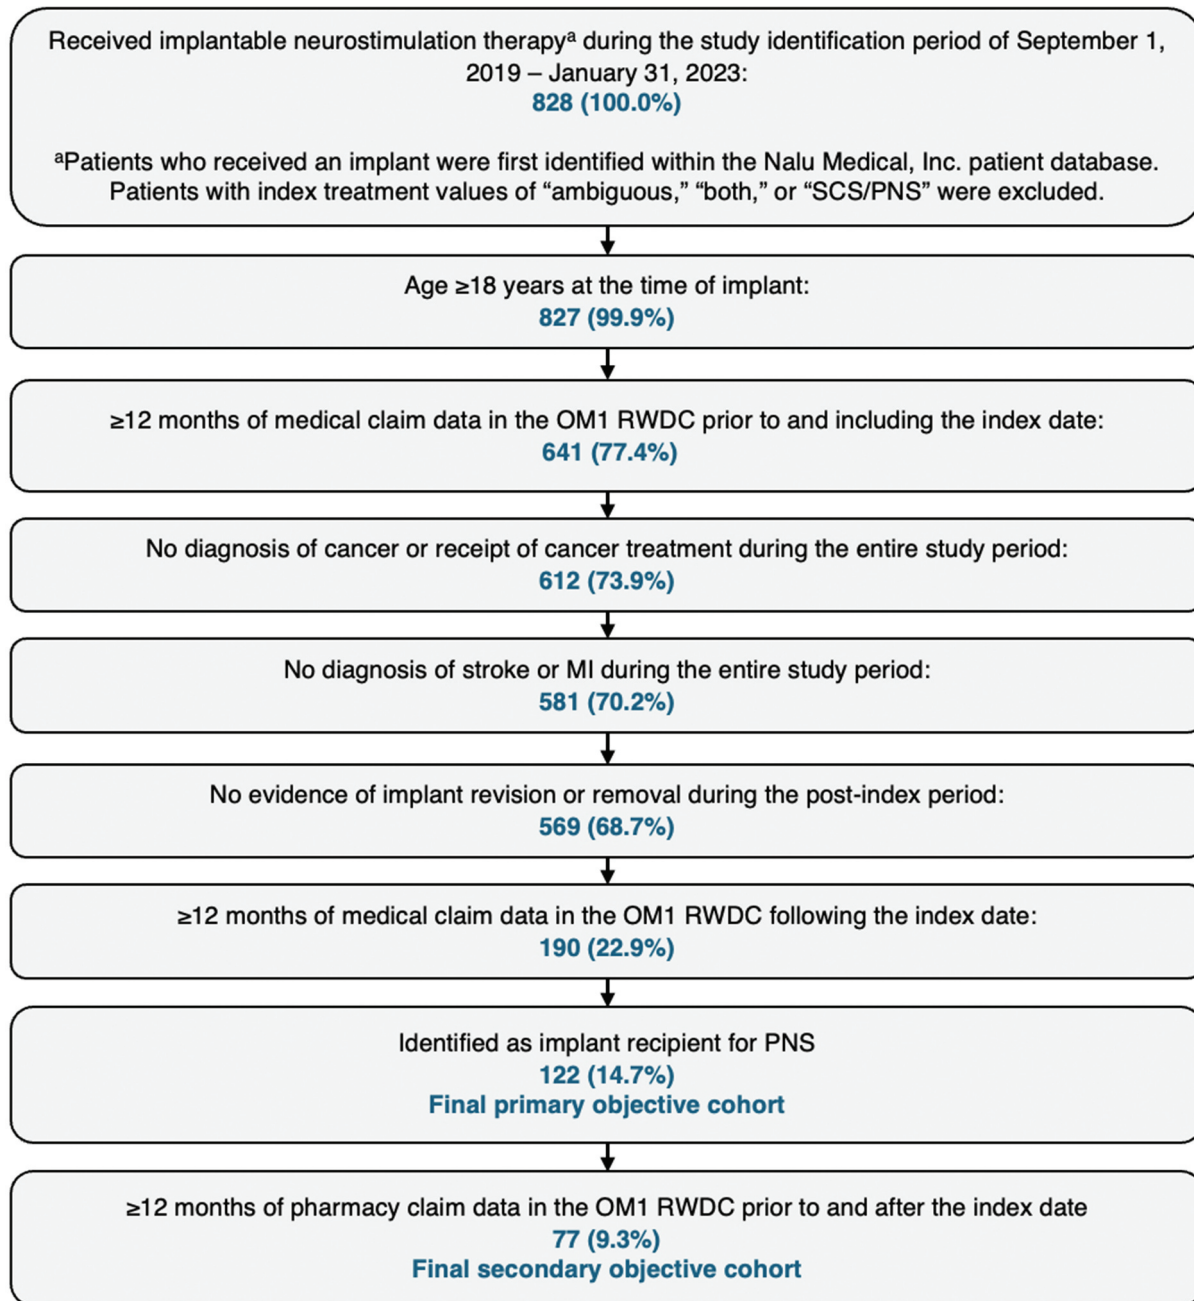 Received implantable neurostimulation therapyᵃ during the study identification period of September 1,
2019 – January 31, 2023:
828 (100.0%)
ᵃPatients who received an implant were first identified within the Nalu Medical, Inc. patient database.
Patients with index treatment values of “ambiguous,” “both,” or “SCS/PNS” were excluded.
Age ≥18 years at the time of implant:
827 (99.9%)
≥12 months of medical claim data in the OM1 RWDC prior to and including the index date:
641 (77.4%)
No diagnosis of cancer or receipt of cancer treatment during the entire study period:
612 (73.9%)
No diagnosis of stroke or MI during the entire study period:
581 (70.2%)
No evidence of implant revision or removal during the post-index period:
569 (68.7%)
≥12 months of medical claim data in the OM1 RWDC following the index date:
190 (22.9%)
Identified as implant recipient for PNS
122 (14.7%)
Final primary objective cohort
≥12 months of pharmacy claim data in the OM1 RWDC prior to and after the index date
77 (9.3%)
Final secondary objective cohort